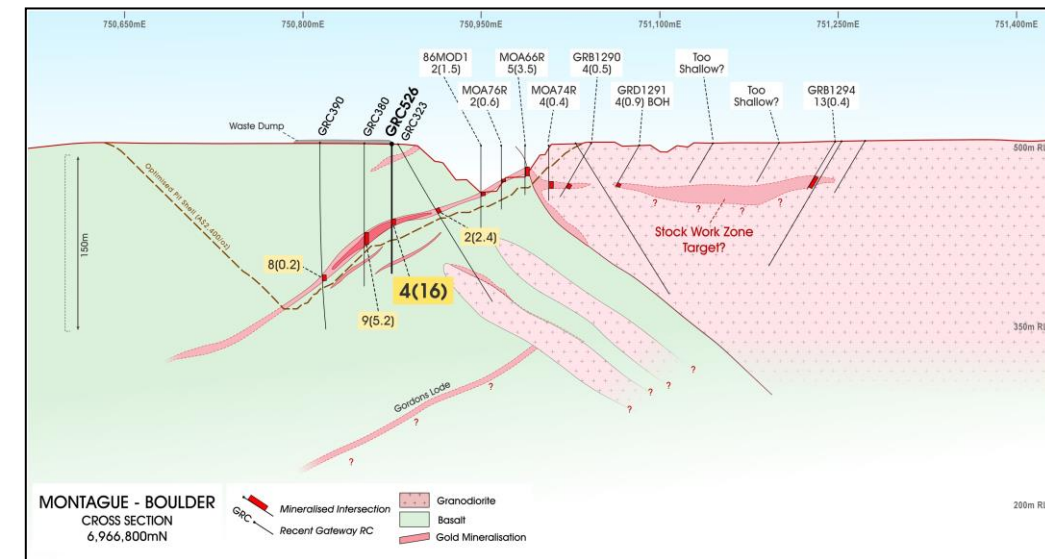 750,650mE
750,800mE
750,950mE
751,100mE
751,250mE
751,400mE
86MOD1
2(1.5)
MOA76R
2(0.6)
MOA66R
5(3.5)
MOA74R
4(0.4)
GRB1290
4(0.5)
GRD1291
4(0.9) BOH
Too
Shallow?
Too
Shallow?
GRB1294
13(0.4)
Waste Dump
GRC390
GRC380
GRC526
GRC323
500m RL
Optimised Pit Shell (A$2,400/oz)
150m
? ? ? ?
Stock Work Zone
Target?
2(2.4)
8(0.2)
4(16)
9(5.2)
350m RL
Gordons Lode
?
?
?
?
?
?
?
200m RL
MONTAGUE - BOULDER
CROSS SECTION
6,966,800mN
Mineralised Intersection
GRC
Recent Gateway RC
Granodiorite
Basalt
Gold Mineralisation